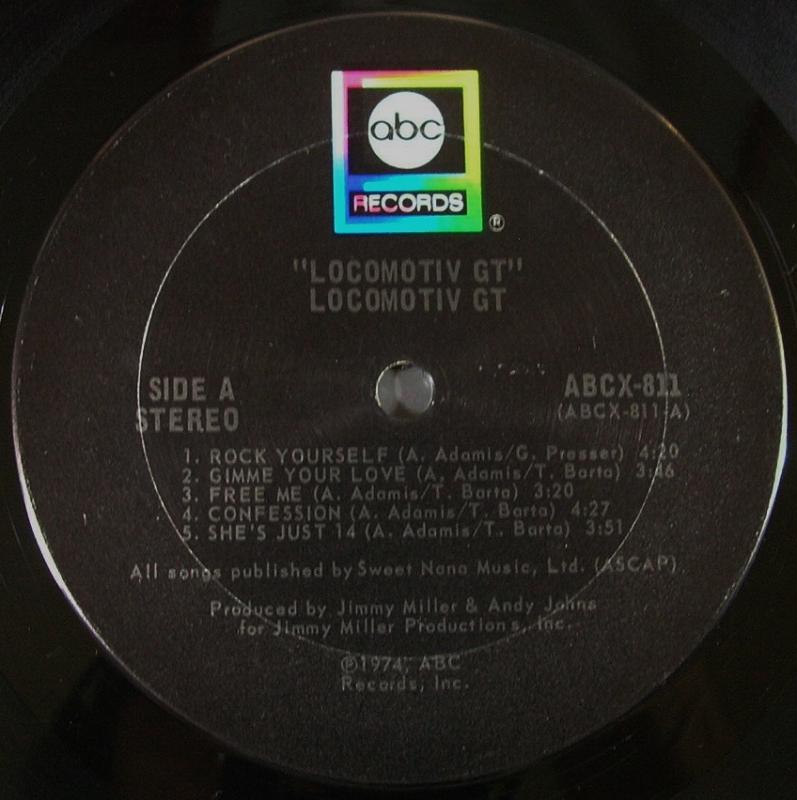 abc
RECORDS
®
"LOCOMOTIV GT"
LOCOMOTIV GT
SIDE A
STEREO
ABCX-811
(ABCX-811-A)
1. ROCK YOURSELF (A. Adamis/G. Presser) 4:20
2. GIMME YOUR LOVE (A. Adamis/T. Barta) 3:46
3. FREE ME (A. Adamis/T. Barta) 3:20
4. CONFESSION (A. Adamis/T. Barta) 4:27
5. SHE'S JUST 14 (A. Adamis/T. Barta) 3:51
All songs published by Sweet Nana Music, Ltd. (ASCAP)
Produced by Jimmy Miller & Andy Johns
for Jimmy Miller Productions, Inc.
℗1974, ABC
Records, Inc.